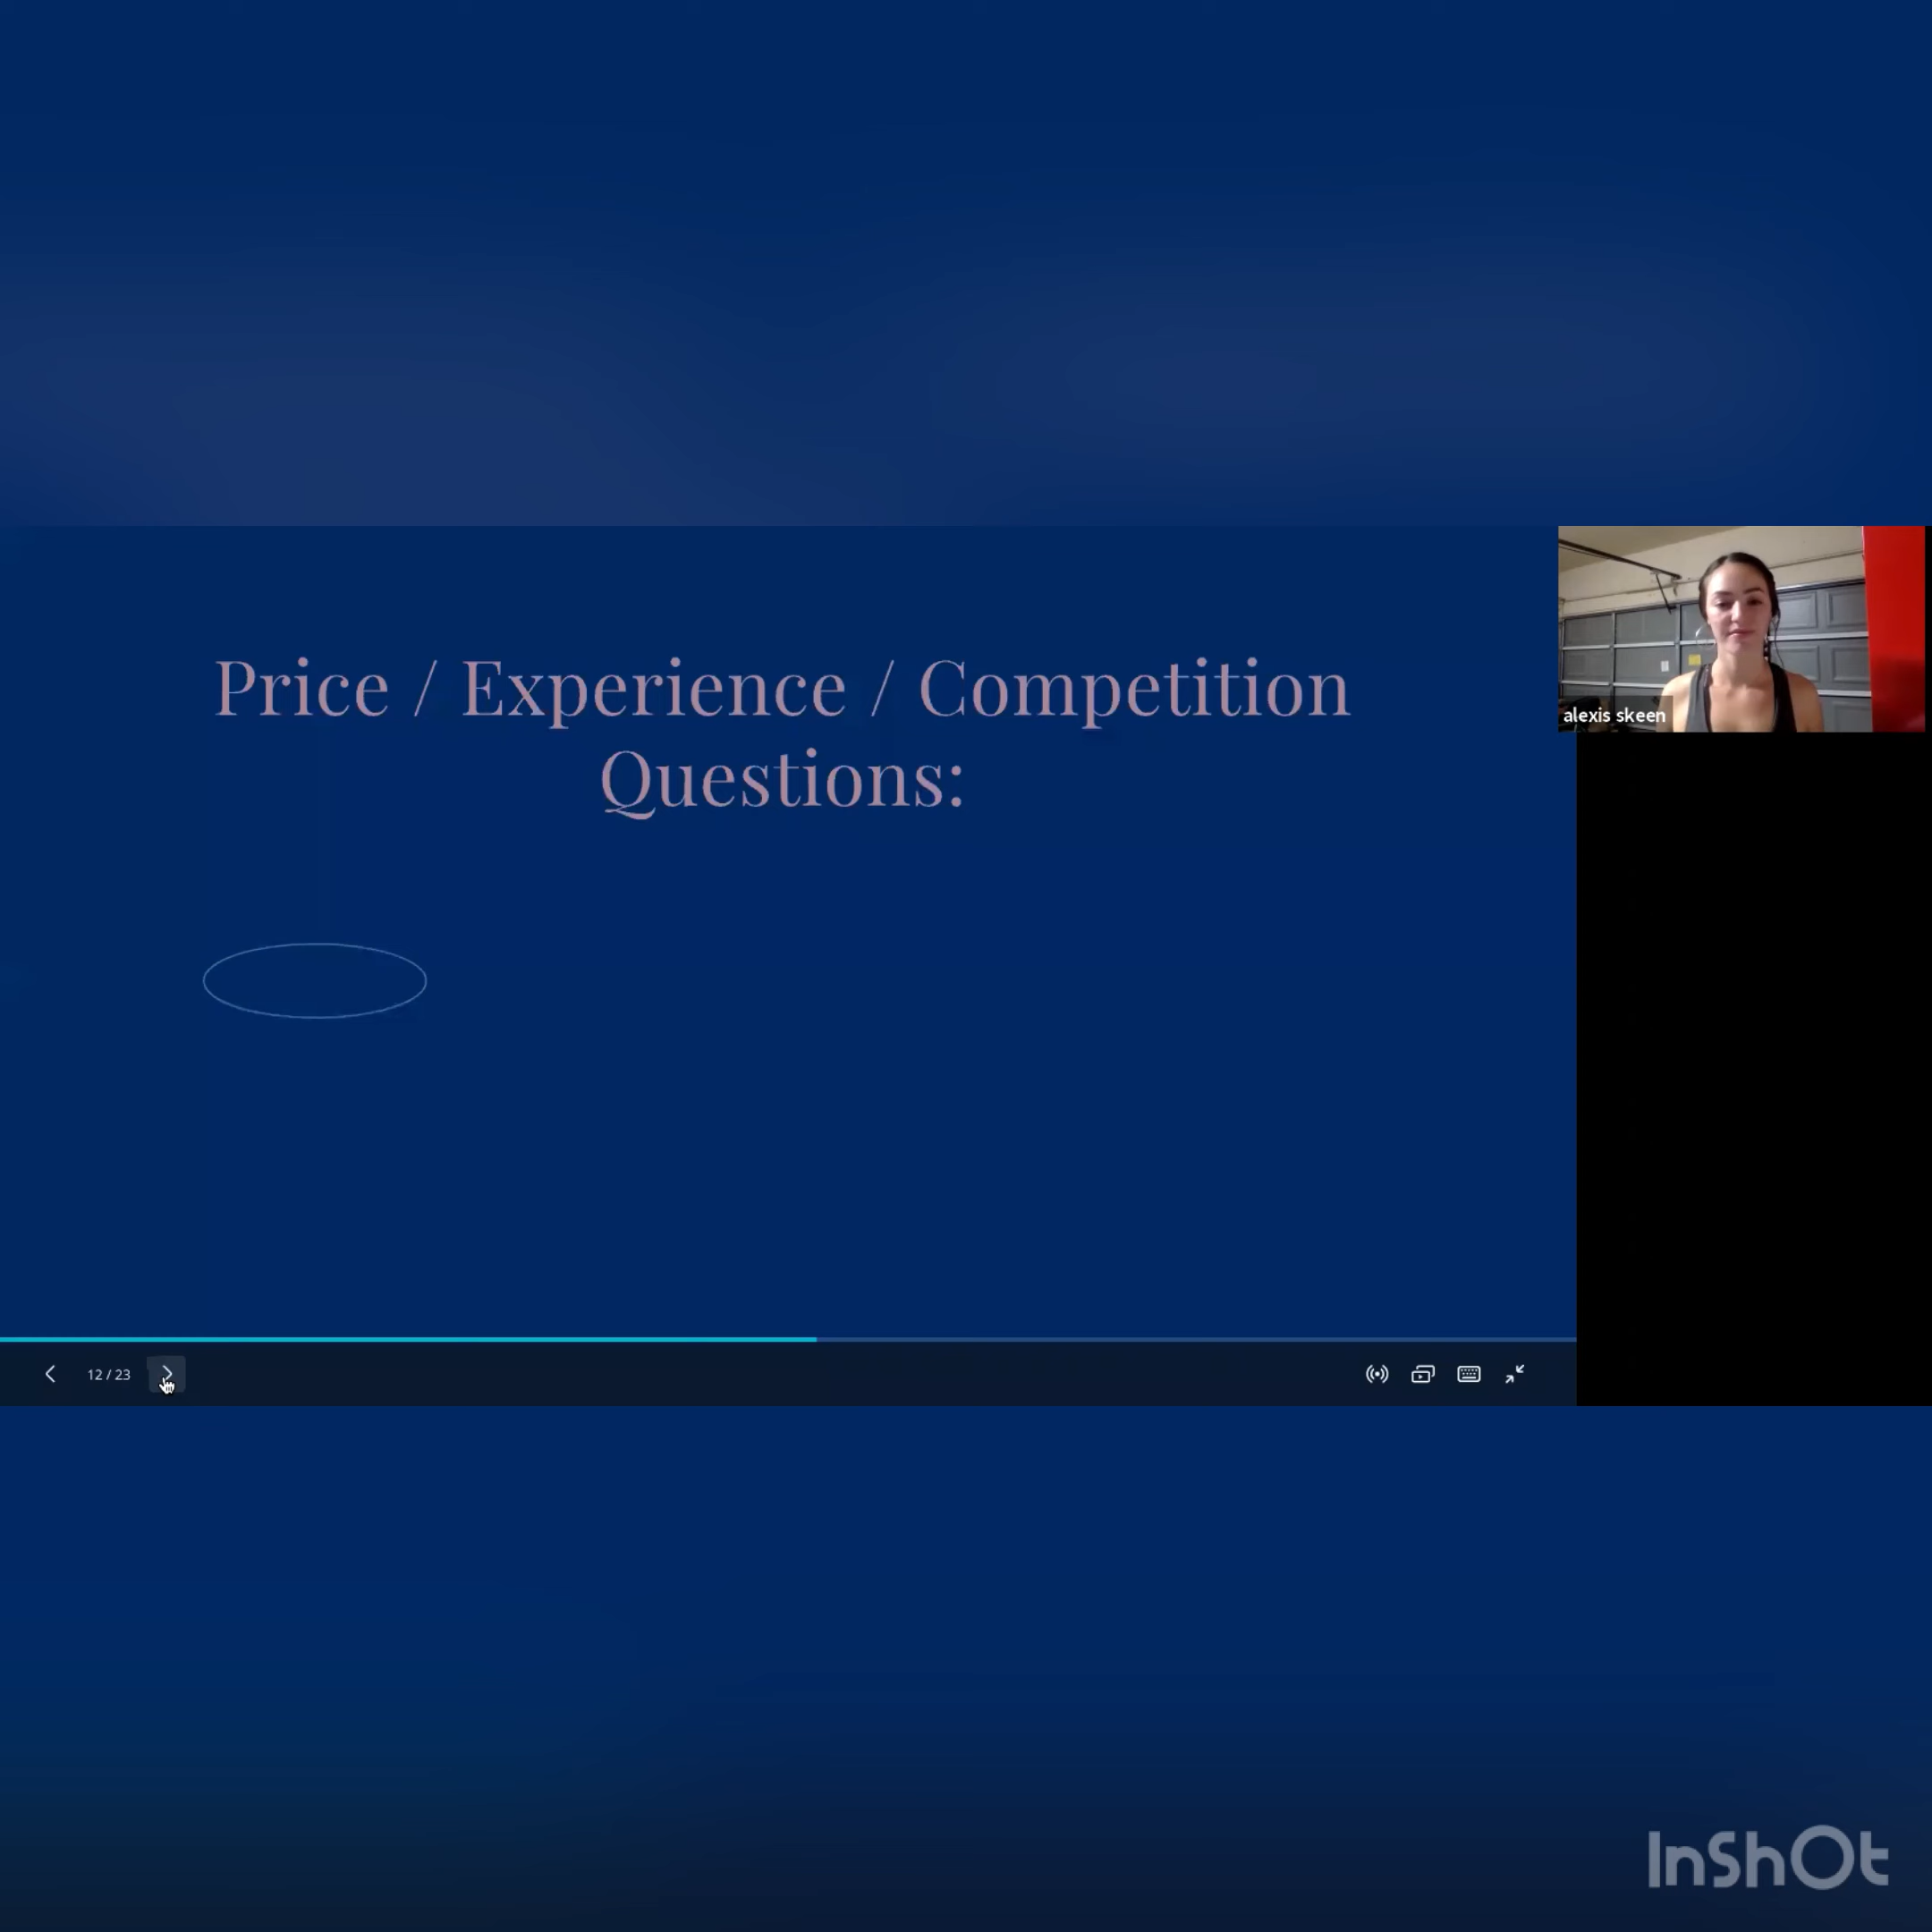 Price / Experience / Competition
Questions:
alexis skeen
12 / 23
InShOt